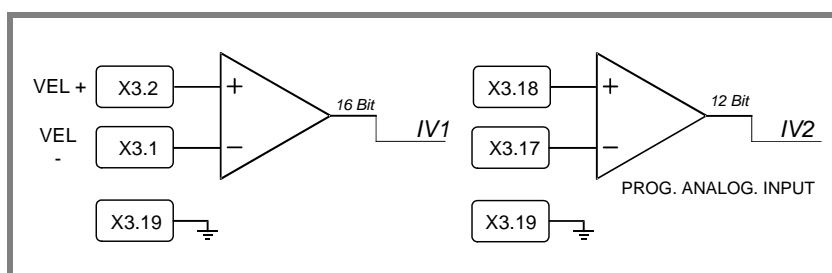 VEL +
X3.2
+
16 Bit
IV1
VEL
-
X3.1
−
X3.19
X3.18
+
12 Bit
IV2
X3.17
−
PROG. ANALOG. INPUT
X3.19